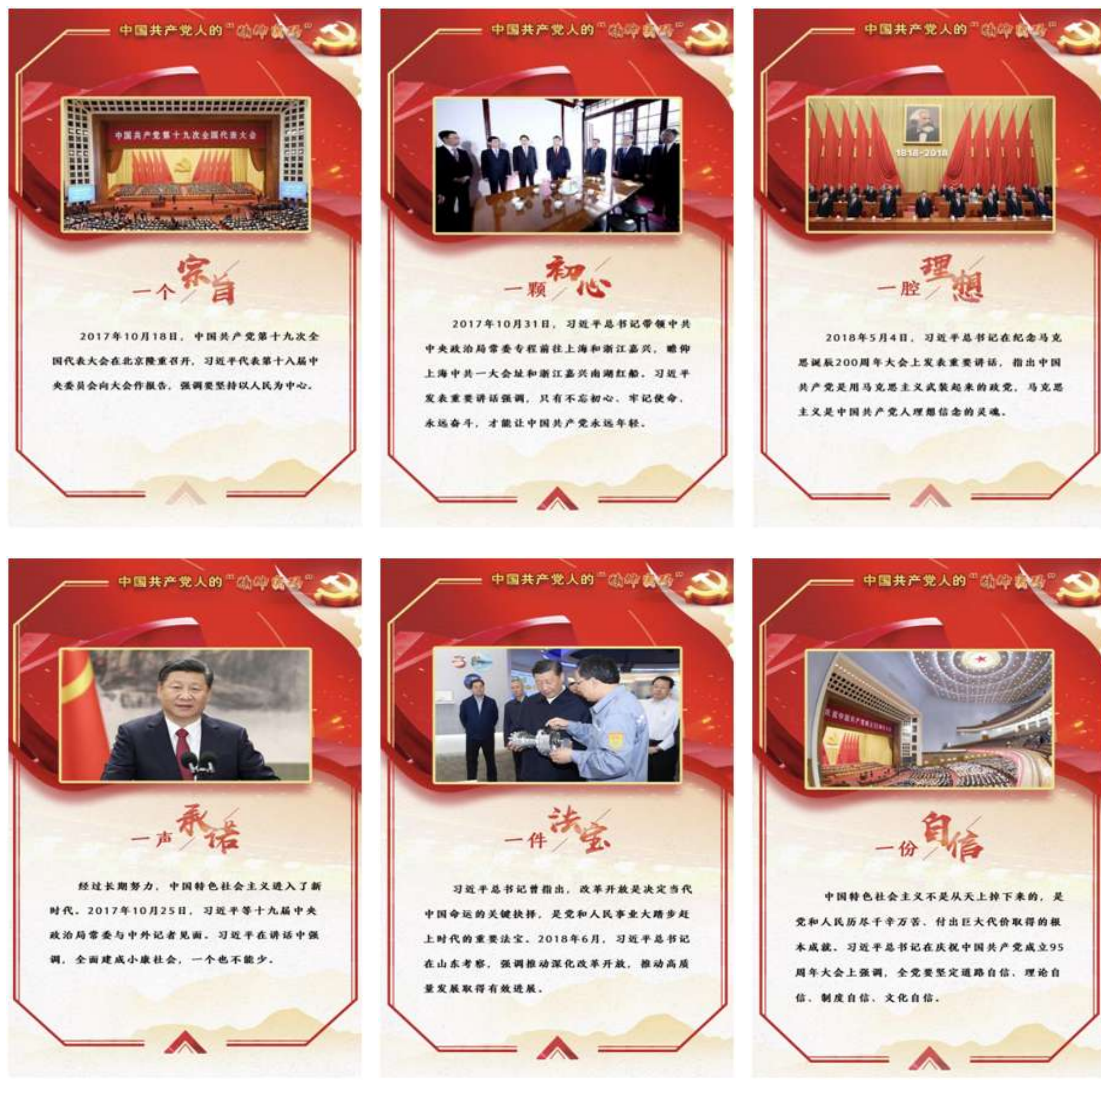 中国共产党人的“精神密码”
中国共产党第十九次全国代表大会
一个宗旨
2017年10月18日，中国共产党第十九次全
国代表大会在北京隆重召开，习近平代表第十八届中
央委员会向大会作报告，强调要坚持以人民为中心。
中国共产党人的“精神密码”
一颗初心
2017年10月31日，习近平总书记带领中共
中央政治局常委专程前往上海和浙江嘉兴，瞻仰
上海中共一大会址和浙江嘉兴南湖红船。习近平
发表重要讲话强调，只有不忘初心、牢记使命、
永远奋斗，才能让中国共产党永远年轻。
中国共产党人的“精神密码”
1818-2018
一腔理想
2018年5月4日，习近平总书记在纪念马克
思诞辰200周年大会上发表重要讲话，指出中国
共产党是用马克思主义武装起来的政党，马克思
主义是中国共产党人理想信念的灵魂。
中国共产党人的“精神密码”
一声承诺
经过长期努力，中国特色社会主义进入了新
时代。2017年10月25日，习近平等十九届中央
政治局常委与中外记者见面。习近平在讲话中强
调，全面建成小康社会，一个也不能少。
中国共产党人的“精神密码”
一件法宝
习近平总书记曾指出，改革开放是决定当代
中国命运的关键抉择，是党和人民事业大踏步赶
上时代的重要法宝。2018年6月，习近平总书记
在山东考察，强调推动深化改革开放，推动高质
量发展取得有效进展。
中国共产党人的“精神密码”
一份自信
中国特色社会主义不是从天上掉下来的，是
党和人民历尽千辛万苦、付出巨大代价取得的根
本成就。习近平总书记在庆祝中国共产党成立95
周年大会上强调，全党要坚定道路自信、理论自
信、制度自信、文化自信。